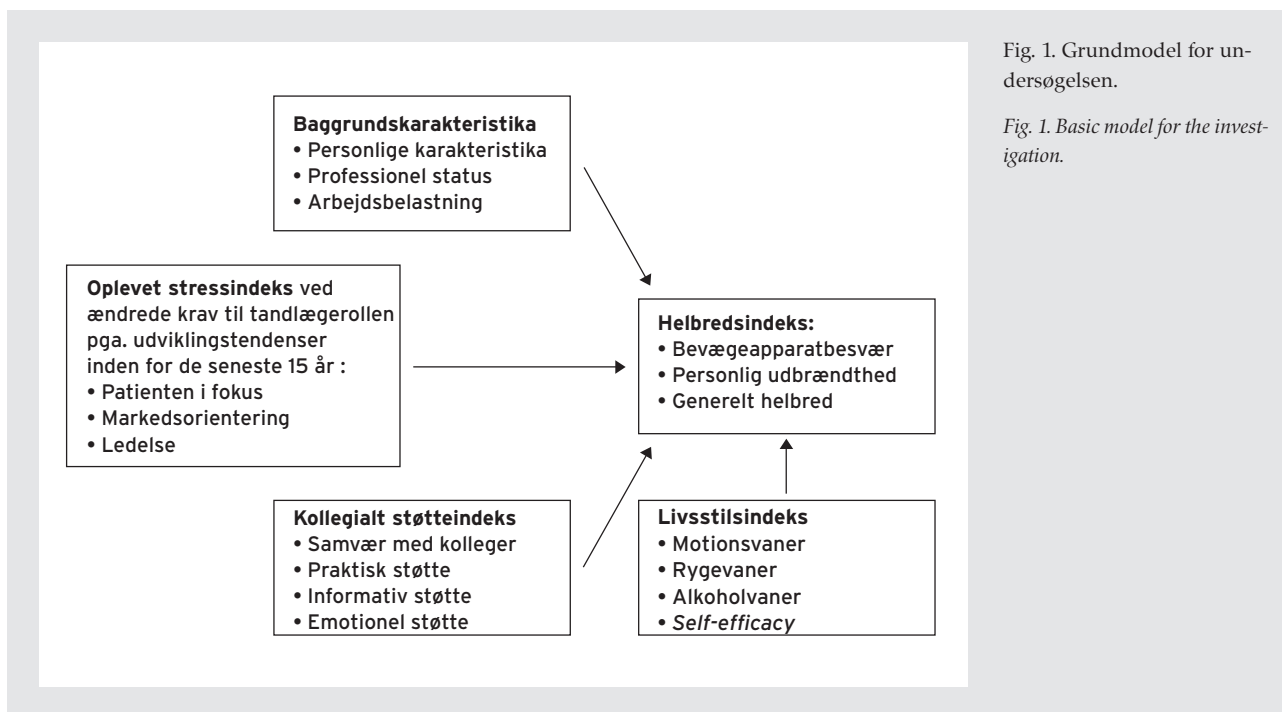 Baggrundskarakteristika
• Personlige karakteristika
• Professionel status
• Arbejdsbelastning
Oplevet stressindeks ved
ændrede krav til tandlægerollen
pga. udviklingstendenser
inden for de seneste 15 år :
• Patienten i fokus
• Markedsorientering
• Ledelse
Helbredsindeks:
• Bevægeapparatbesvær
• Personlig udbrændthed
• Generelt helbred
Kollegialt støtteindeks
• Samvær med kolleger
• Praktisk støtte
• Informativ støtte
• Emotionel støtte
Livsstilsindeks
• Motionsvaner
• Rygevaner
• Alkoholvaner
• Self-efficacy
Fig. 1. Grundmodel for un-
dersøgelsen.
Fig. 1. Basic model for the invest-
igation.